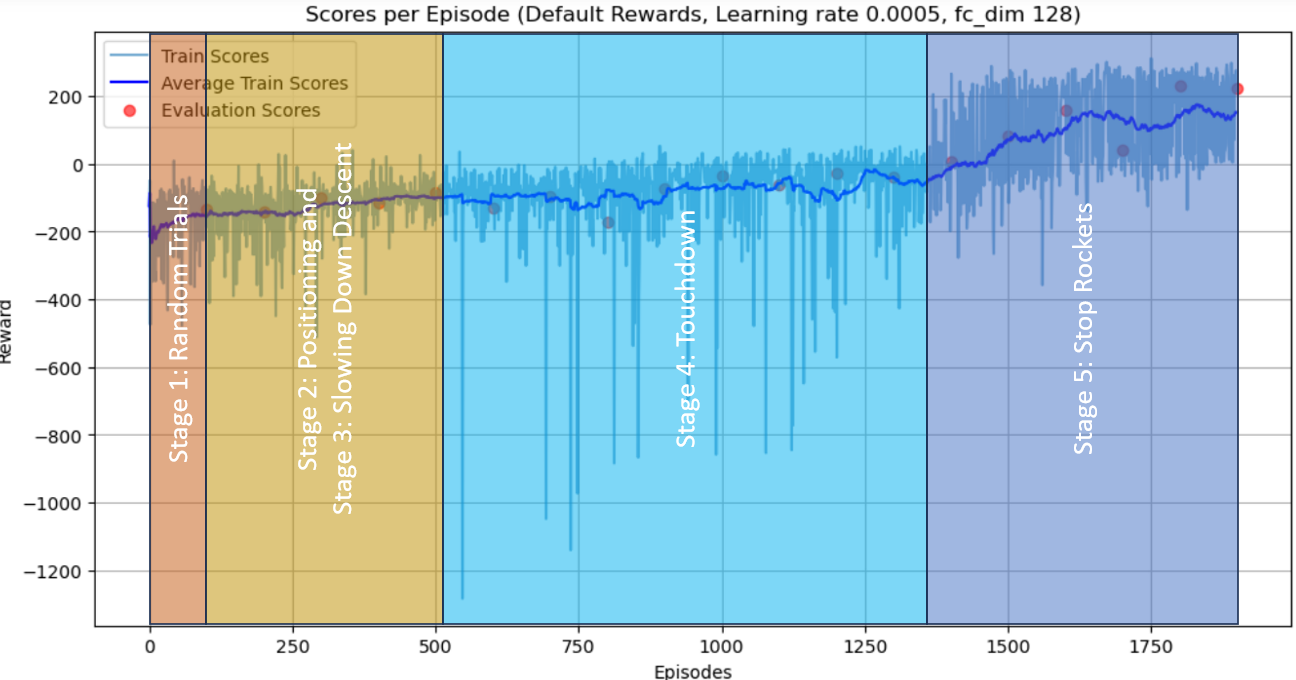 Scores per Episode (Default Rewards, Learning rate 0.0005, fc_dim 128)
Train Scores
Average Train Scores
Evaluation Scores
200
0
−200
−400
−600
−800
−1000
−1200
Reward
Stage 1: Random Trials
Stage 2: Positioning and
Stage 3: Slowing Down Descent
Stage 4: Touchdown
Stage 5: Stop Rockets
0
250
500
750
1000
1250
1500
1750
Episodes